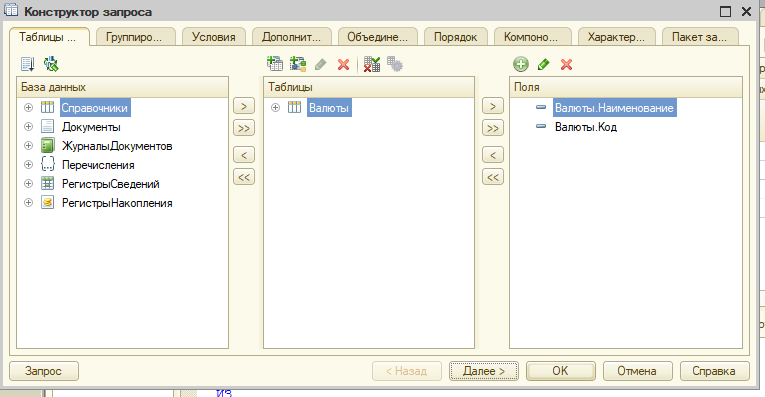 Конструктор запроса
Таблицы ... Группиро... Условия Дополнит... Объедине... Порядок Компоно... Характер... Пакет за...
База данных
Справочники
Документы
ЖурналыДокументов
Перечисления
РегистрыСведений
РегистрыНакопления
>
>>
<
<<
Таблицы
Валюты
>
>>
<
<<
Поля
Валюты.Наименование
Валюты.Код
Запрос < Назад Далее > OK Отмена Справка
ИЗ